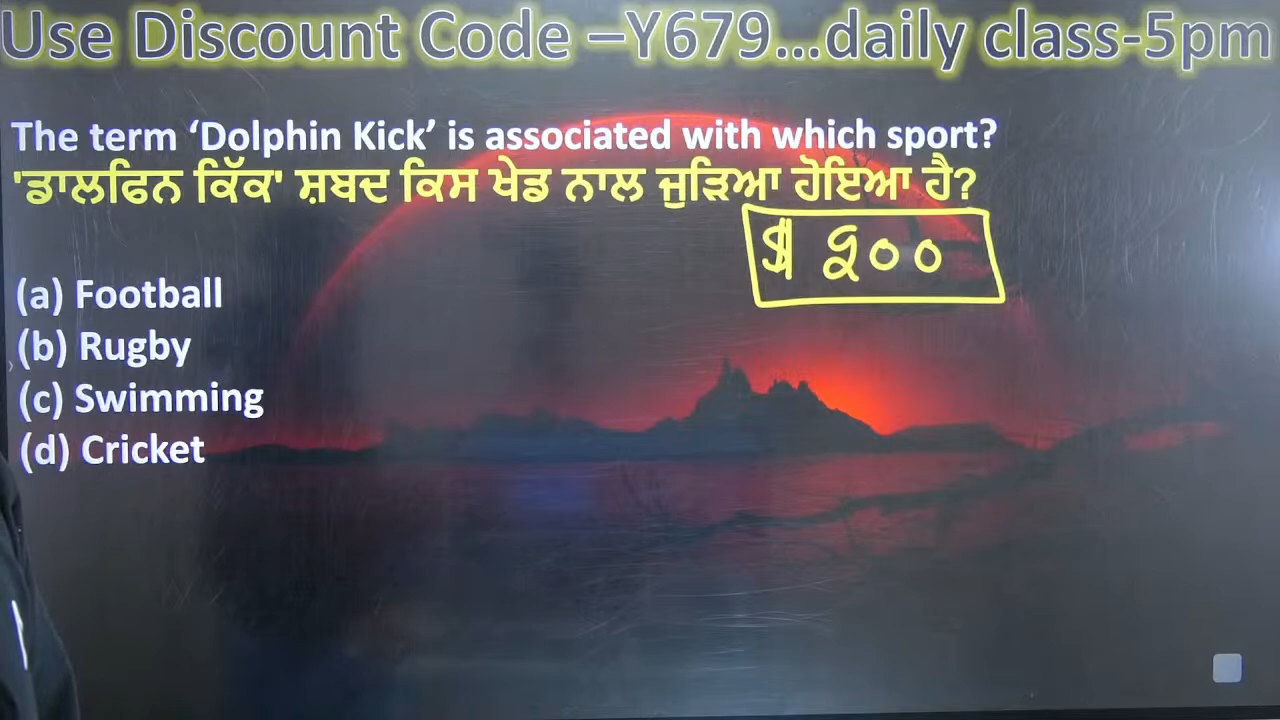 Use Discount Code –Y679...daily class-5pm
The term ‘Dolphin Kick’ is associated with which sport?
'ਡਾਲਫਿਨ ਕਿੱਕ' ਸ਼ਬਦ ਕਿਸ ਖੇਡ ਨਾਲ ਜੁੜਿਆ ਹੋਇਆ ਹੈ?
(a) Football
(b) Rugby
(c) Swimming
(d) Cricket